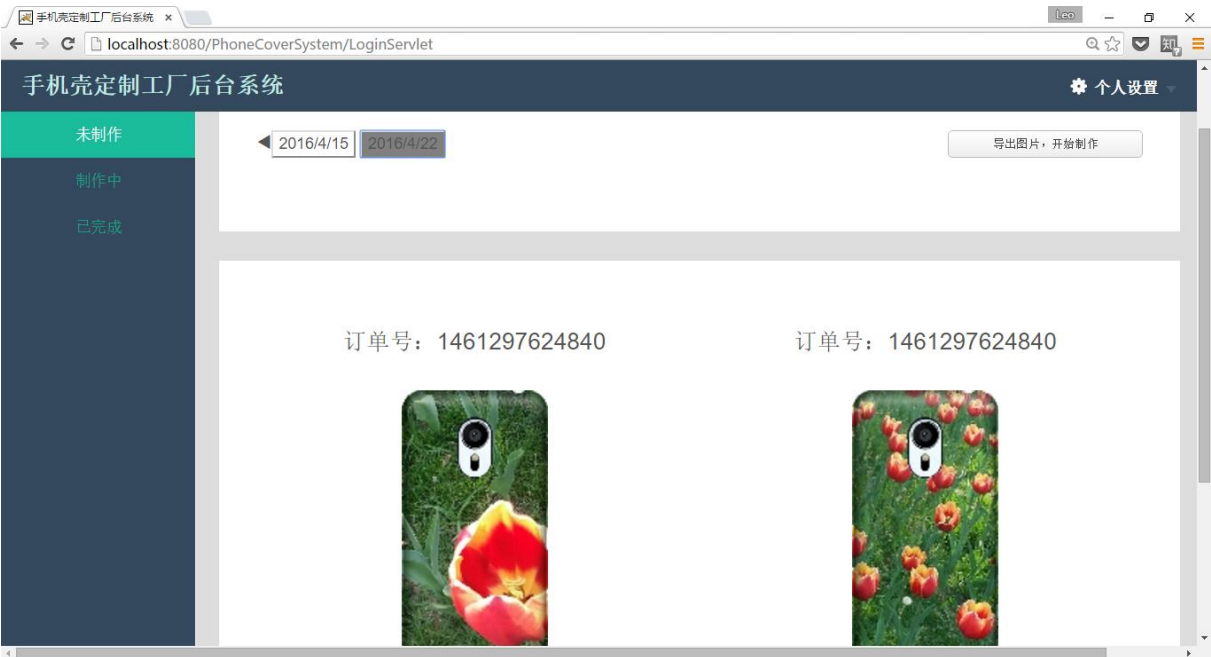 手机壳定制工厂后台系统 ×
Leo
localhost:8080/PhoneCoverSystem/LoginServlet
知
手机壳定制工厂后台系统
个人设置
未制作
制作中
已完成
2016/4/15 2016/4/22
导出图片，开始制作
订单号：1461297624840 订单号：1461297624840